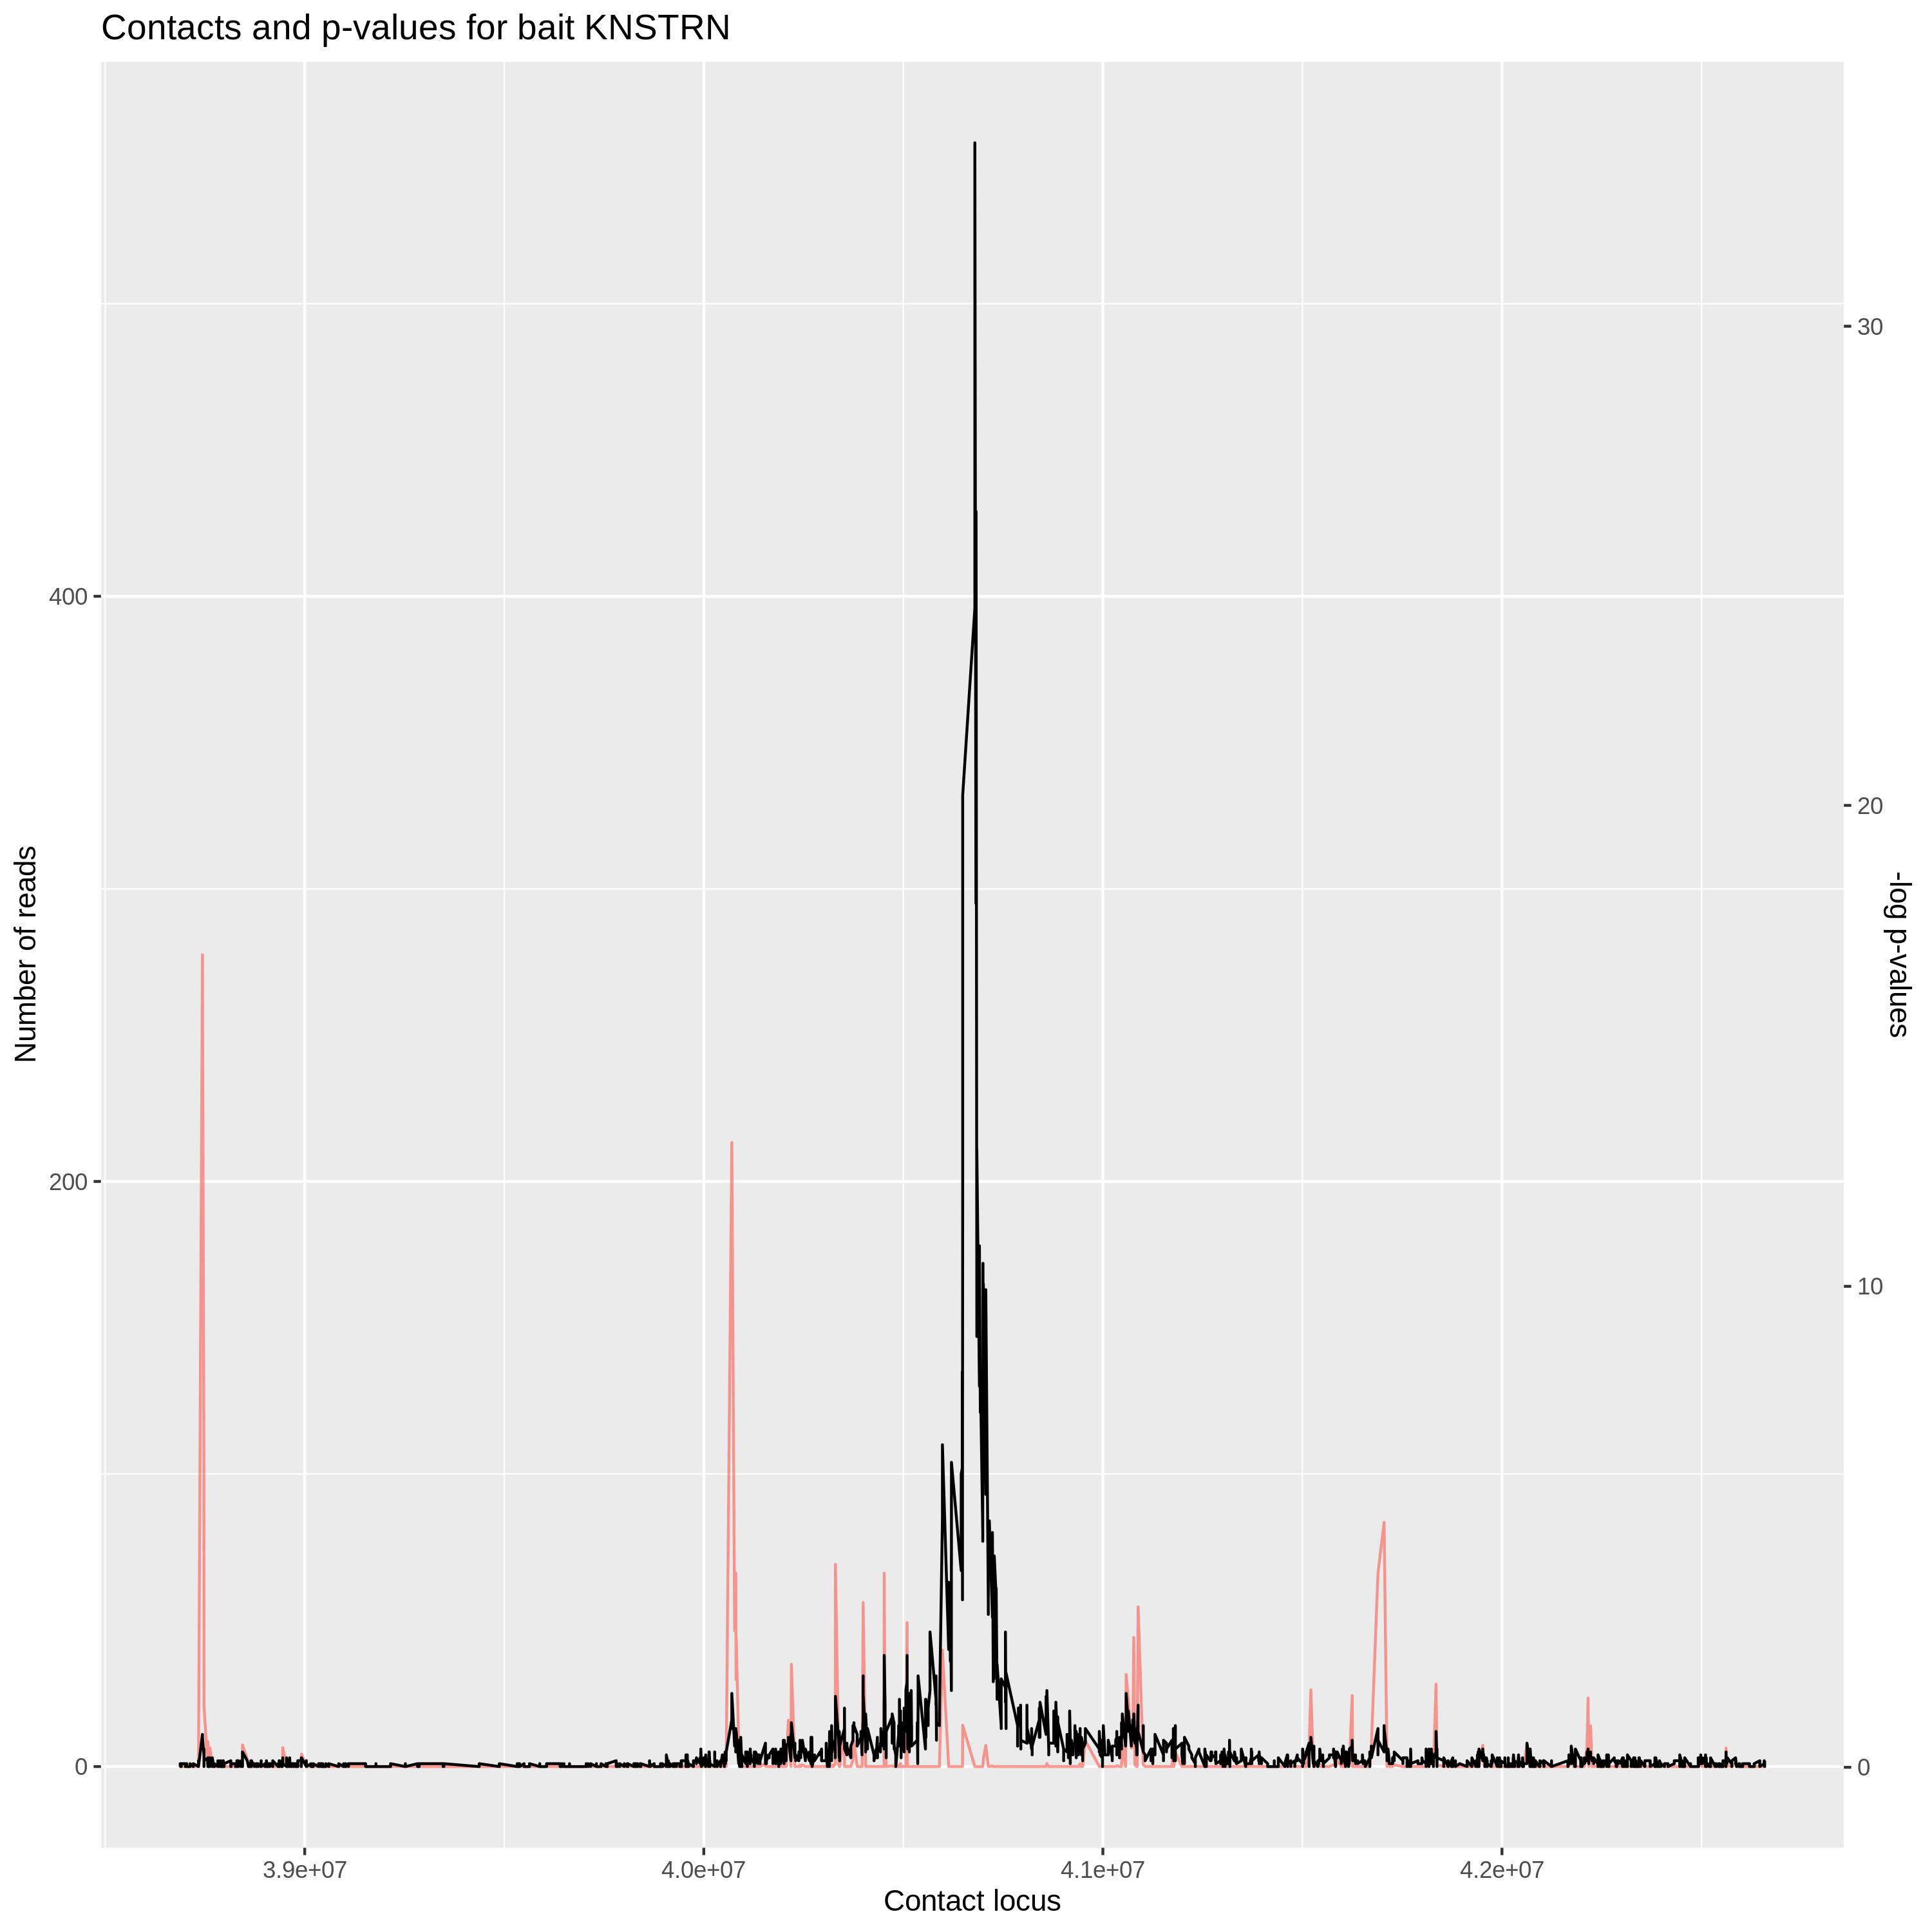 Contacts and p-values for bait KNSTRN
Number of reads
400
200
0
30
20
10
0
-log p-values
3.9e+07
4.0e+07
4.1e+07
4.2e+07
Contact locus